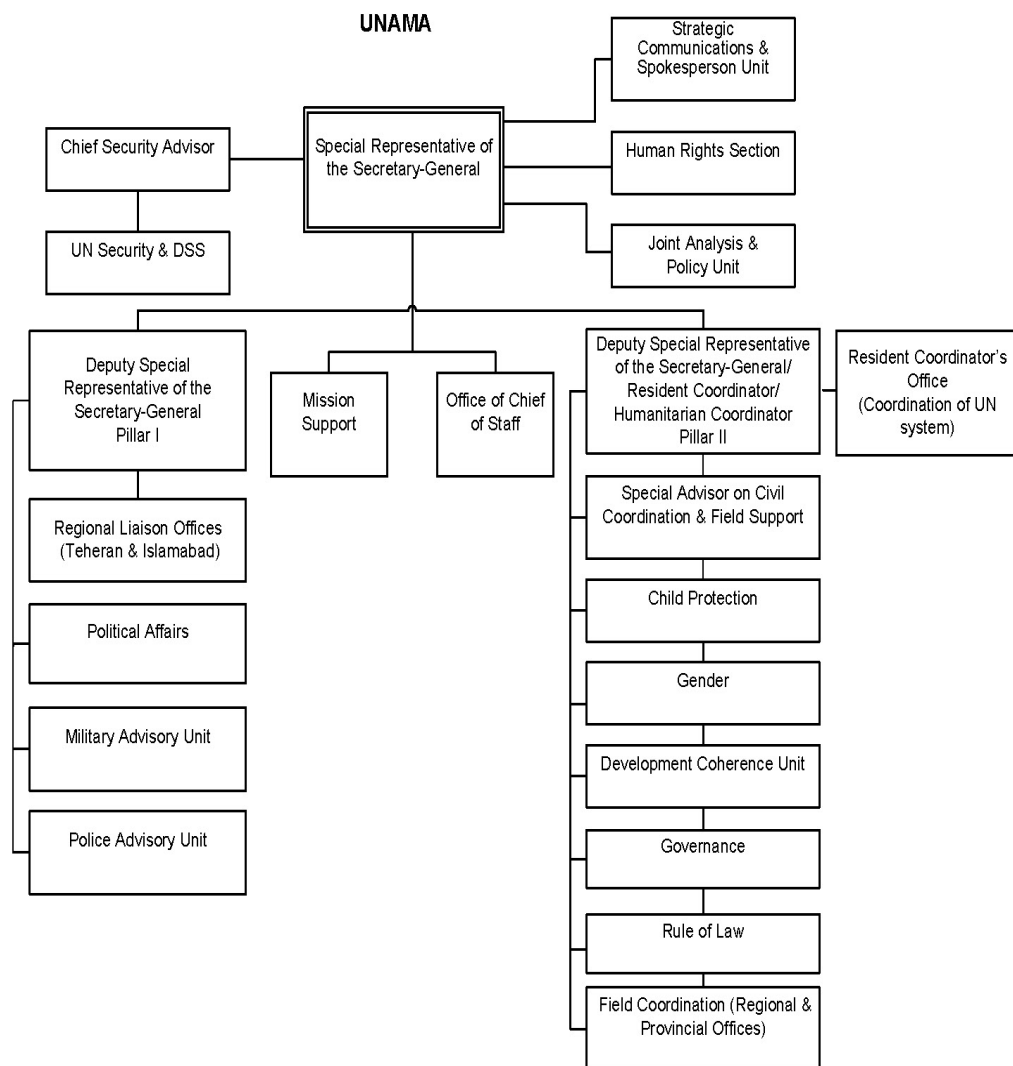 UNAMA
Strategic
Communications &
Spokesperson Unit
Chief Security Advisor
Special Representative of
the Secretary-General
Human Rights Section
UN Security & DSS
Joint Analysis &
Policy Unit
Deputy Special
Representative of the
Secretary-General
Pillar I
Mission
Support
Office of Chief
of Staff
Deputy Special Representative
of the Secretary-General/
Resident Coordinator/
Humanitarian Coordinator
Pillar II
Resident Coordinator’s
Office
(Coordination of UN
system)
Regional Liaison Offices
(Teheran & Islamabad)
Political Affairs
Military Advisory Unit
Police Advisory Unit
Special Advisor on Civil
Coordination & Field Support
Child Protection
Gender
Development Coherence Unit
Governance
Rule of Law
Field Coordination (Regional &
Provincial Offices)